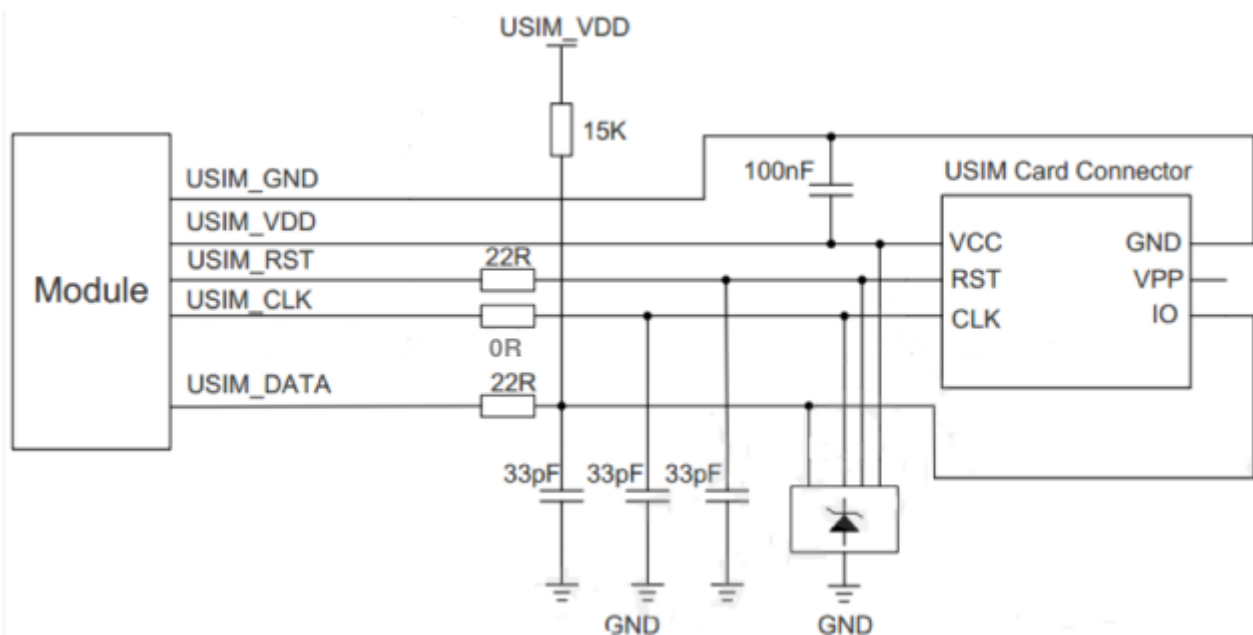 USIM_VDD
15K
100nF
USIM Card Connector
USIM_GND
USIM_VDD
VCC
GND
USIM_RST
22R
RST
VPP
Module
USIM_CLK
CLK
IO
0R
USIM_DATA
22R
33pF
33pF
33pF
GND
GND